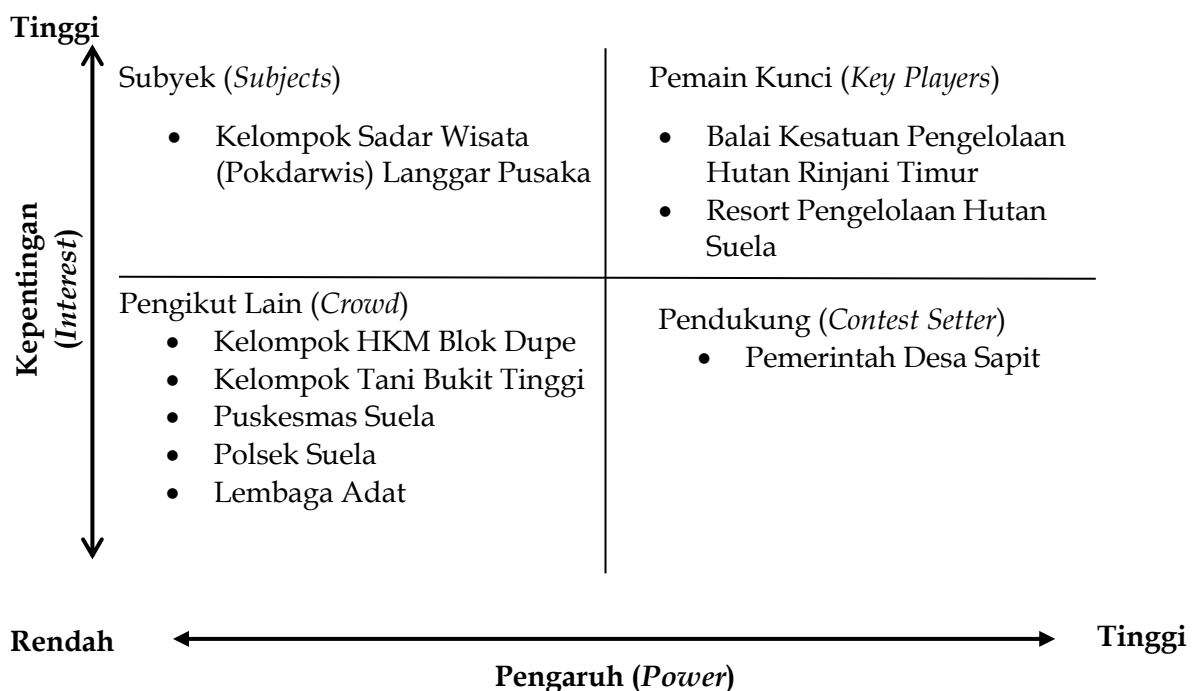 Tinggi
Subyek (Subjects)
• Kelompok Sadar Wisata
(Pokdarwis) Langgar Pusaka
Pemain Kunci (Key Players)
• Balai Kesatuan Pengelolaan
Hutan Rinjani Timur
• Resort Pengelolaan Hutan
Suela
Kepentingan
(Interest)
Pengikut Lain (Crowd)
• Kelompok HKM Blok Dupe
• Kelompok Tani Bukit Tinggi
• Puskesmas Suela
• Polsek Suela
• Lembaga Adat
Pendukung (Contest Setter)
• Pemerintah Desa Sapit
Rendah
Tinggi
Pengaruh (Power)